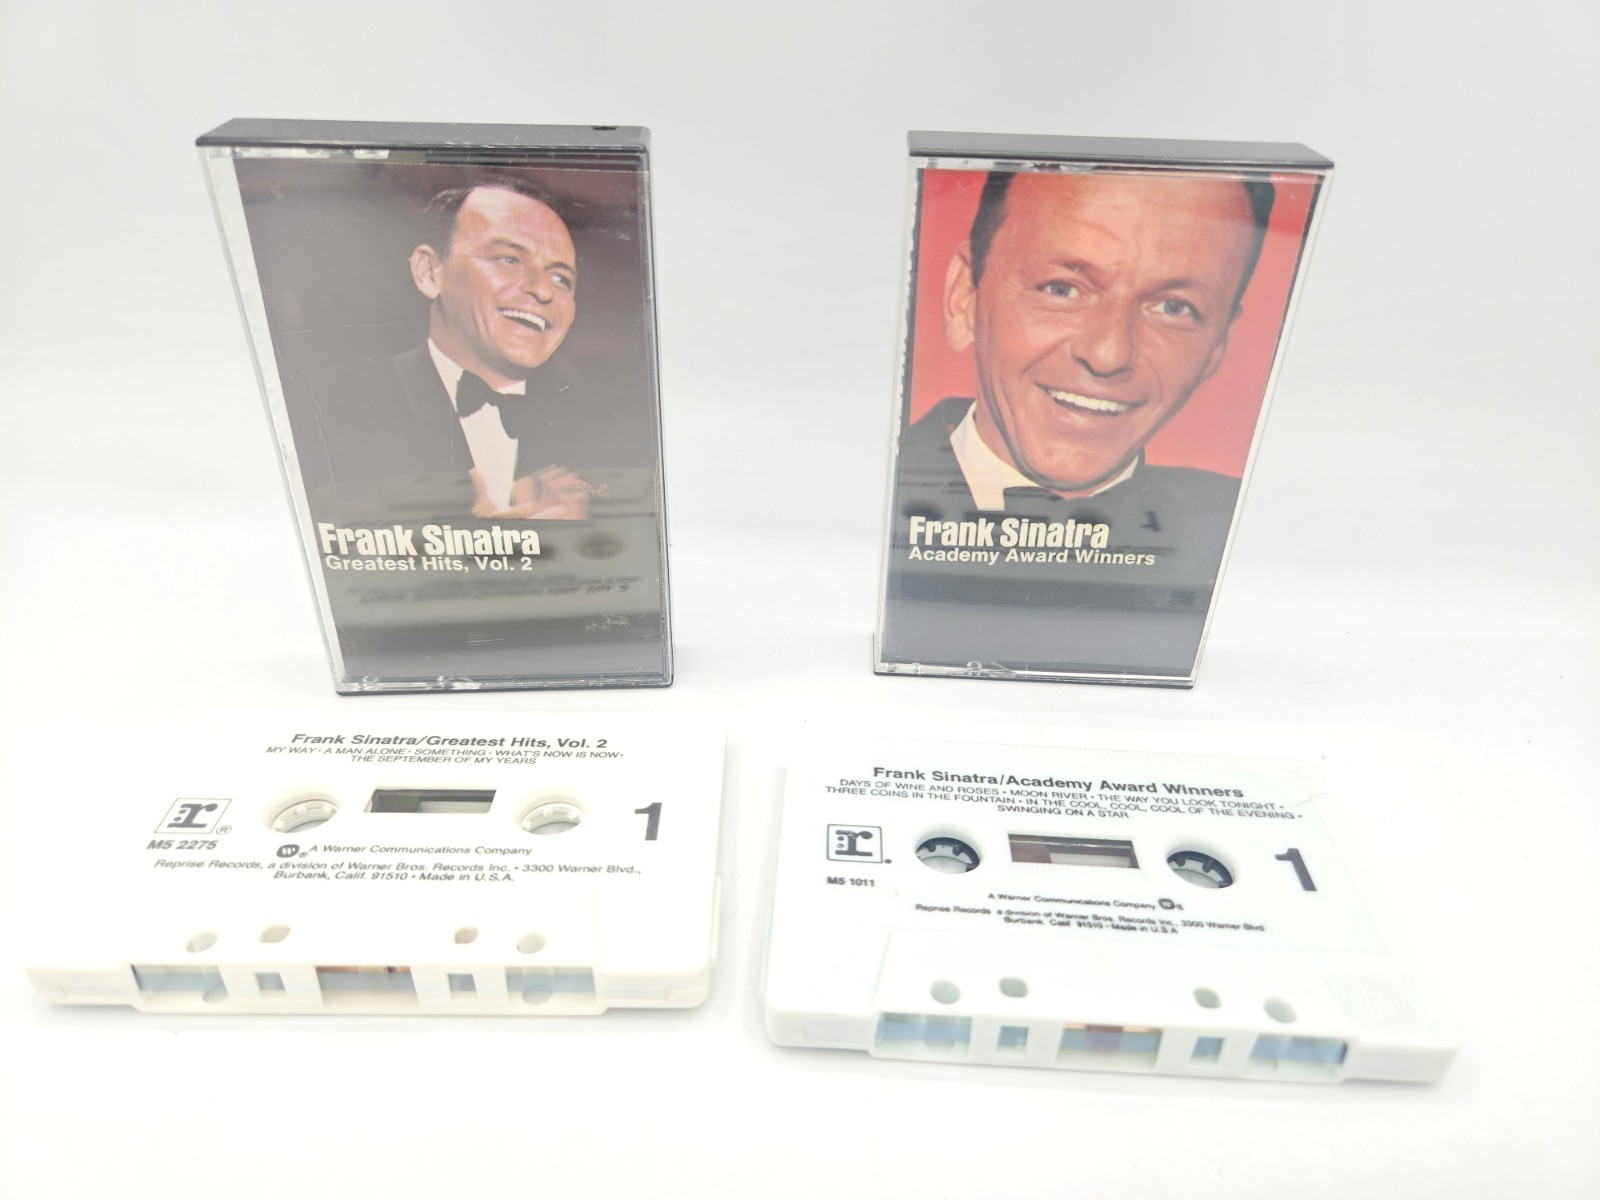 Frank Sinatra
Greatest Hits, Vol. 2
Frank Sinatra
Academy Award Winners
Frank Sinatra/Greatest Hits, Vol. 2
MY WAY • A MAN ALONE • SOMETHING • WHAT'S NOW IS NOW •
THE SEPTEMBER OF MY YEARS
r
®
M5 2275
1
W ® A Warner Communications Company
Reprise Records, a division of Warner Bros. Records Inc. • 3300 Warner Blvd.,
Burbank, Calif. 91510 • Made in U.S.A.
Frank Sinatra/Academy Award Winners
DAYS OF WINE AND ROSES • MOON RIVER • THE WAY YOU LOOK TONIGHT •
THREE COINS IN THE FOUNTAIN • IN THE COOL, COOL, COOL OF THE EVENING •
SWINGING ON A STAR
r
M5 1011
1
A Warner Communications Company W ®
Reprise Records a division of Warner Bros. Records Inc., 3300 Warner Blvd
Burbank, Calif 91510 • Made in U.S.A